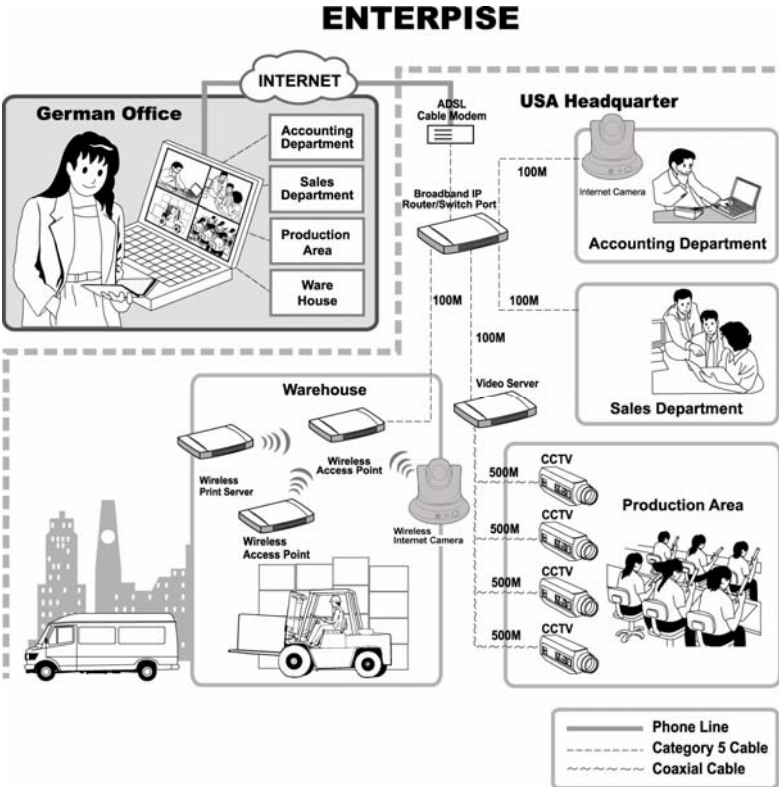 ENTERPISE
INTERNET
German Office
Accounting
Department
Sales
Department
Production
Area
Ware
House
USA Headquarter
ADSL
Cable Modem
Broadband IP
Router/Switch Port
100M
Internet Camera
Accounting Department
100M
100M
100M
Sales Department
Video Server
Warehouse
Wireless
Print Server
Wireless
Access Point
Wireless
Access Point
Wireless
Internet Camera
500M
CCTV
500M
CCTV
500M
CCTV
500M
CCTV
Production Area
Phone Line
Category 5 Cable
Coaxial Cable